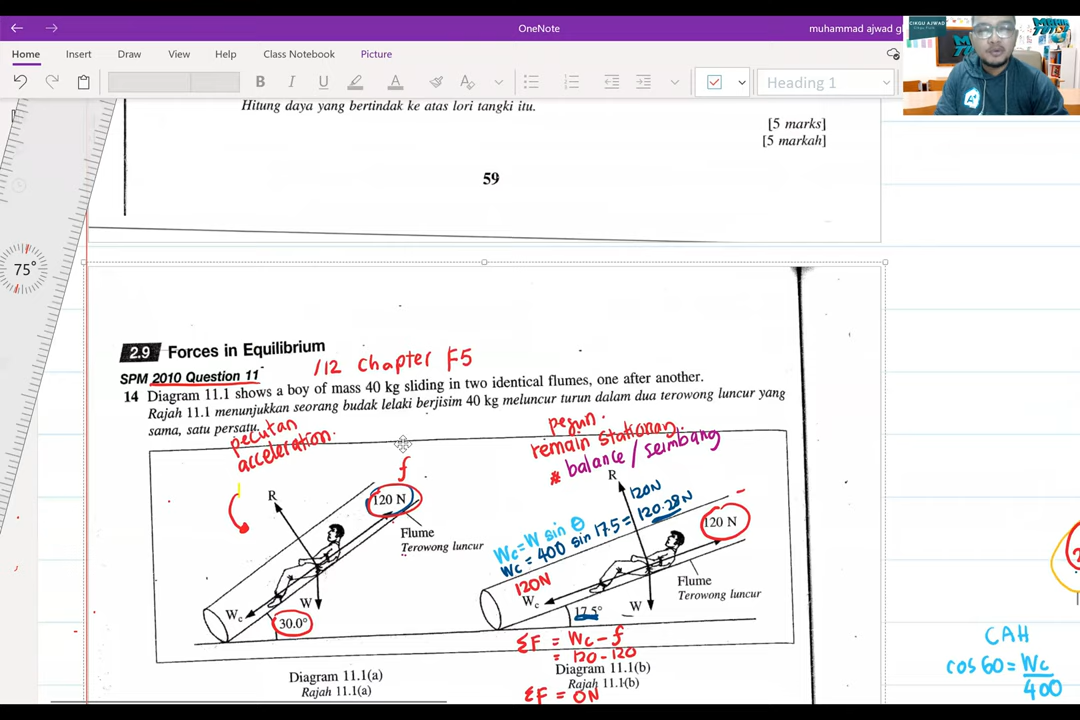 OneNote
muhammad ajwad g
CIKGU AJWAD
Home Insert Draw View Help Class Notebook Picture
B I U A A Heading 1
Hitung daya yang bertindak ke atas lori tangki itu.
[5 marks]
[5 markah]
59
75°
2.9 Forces in Equilibrium
/12 Chapter F5
SPM 2010 Question 11
14 Diagram 11.1 shows a boy of mass 40 kg sliding in two identical flumes, one after another.
Rajah 11.1 menunjukkan seorang budak lelaki berjisim 40 kg meluncur turun dalam dua terowong luncur yang
sama, satu persatu.
pecutan
acceleration.
f
R
120 N
Flume
Terowong luncur
Wc
W
30.0°
Diagram 11.1(a)
Rajah 11.1(a)
pegun.
remain stationary.
* balance / seimbang
R
120N
Wc = W sin θ
Wc = 400 sin 17.5 = 120.28N
120 N
120N
Flume
Terowong luncur
Wc
17.5°
W
ΣF = Wc - f
= 120 - 120
ΣF = 0N
Diagram 11.1(b)
Rajah 11.1(b)
CAH
cos 60 = Wc
400